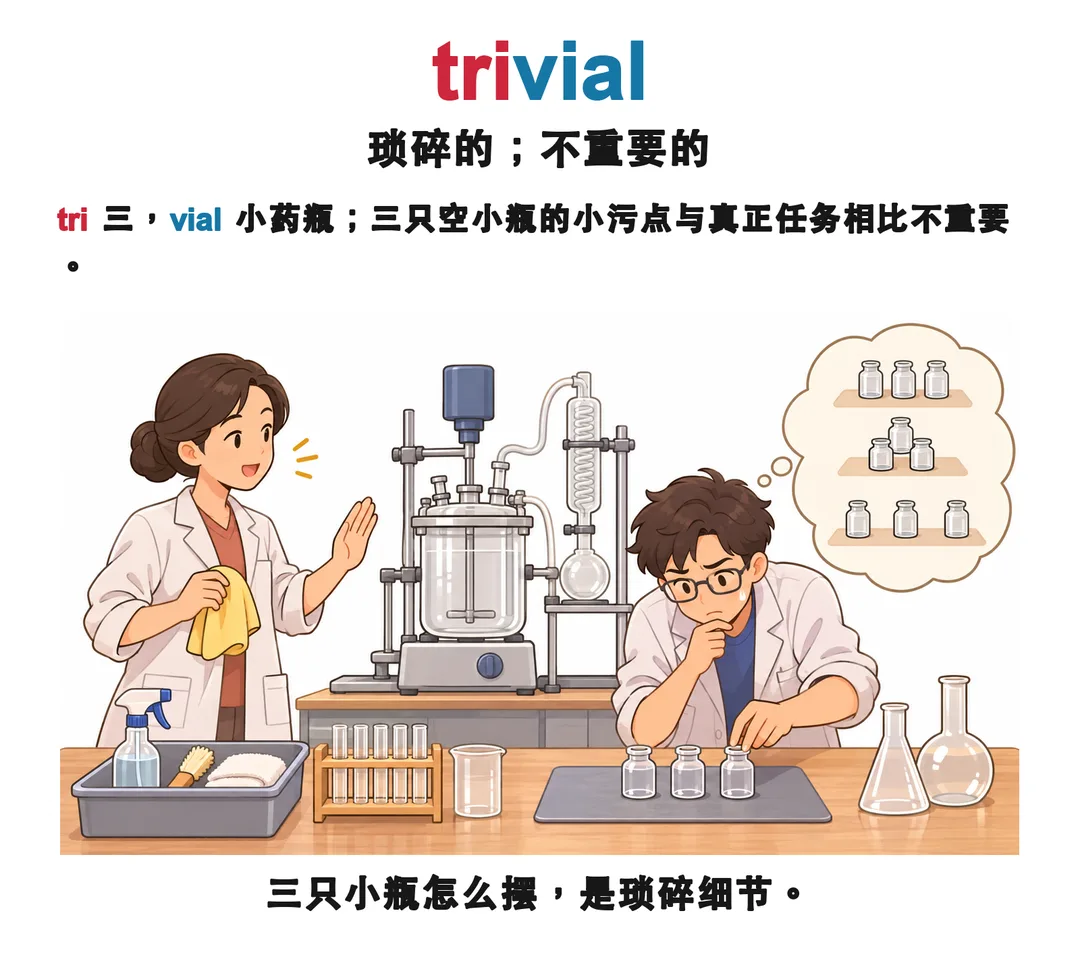 trivial
琐碎的；不重要的
tri 三，vial 小药瓶；三只空小瓶的小污点与真正任务相比不重要
。
三只小瓶怎么摆，是琐碎细节。